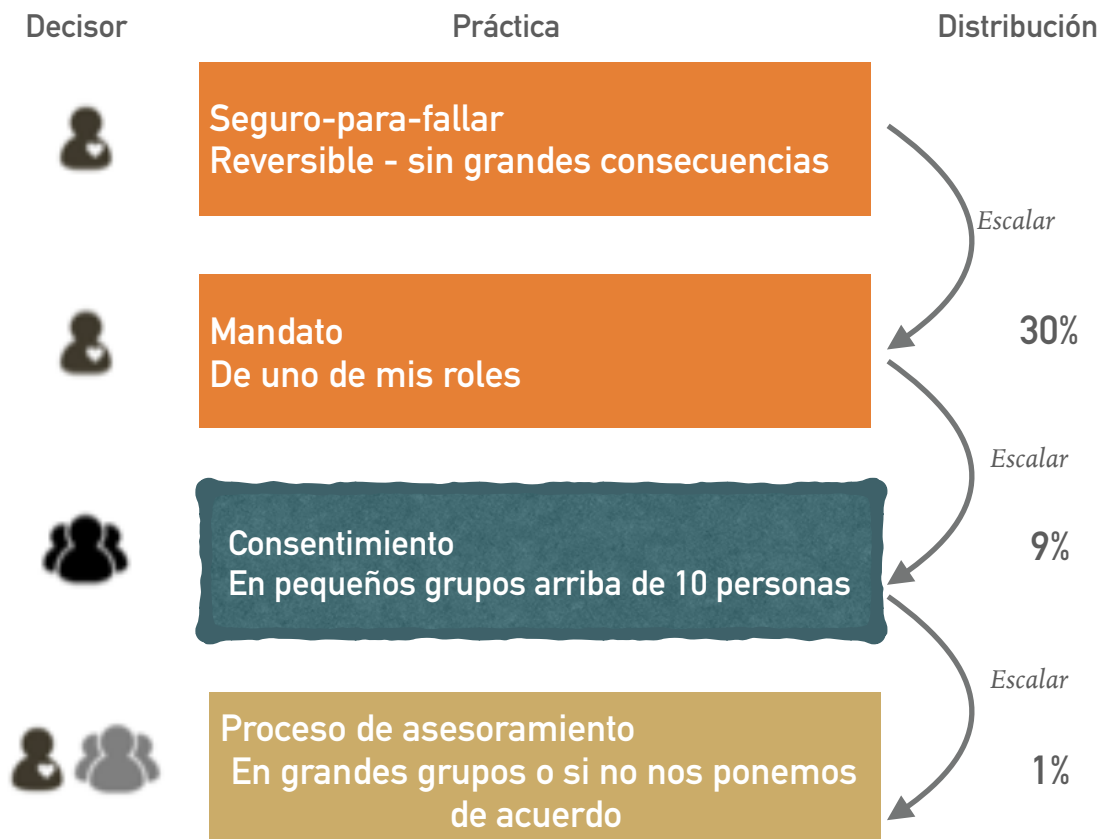 Decisor Práctica Distribución
Seguro-para-fallar
Reversible - sin grandes consecuencias
Escalar
Mandato
De uno de mis roles
30%
Escalar
Consentimiento
En pequeños grupos arriba de 10 personas
9%
Escalar
Proceso de asesoramiento
En grandes grupos o si no nos ponemos
de acuerdo
1%